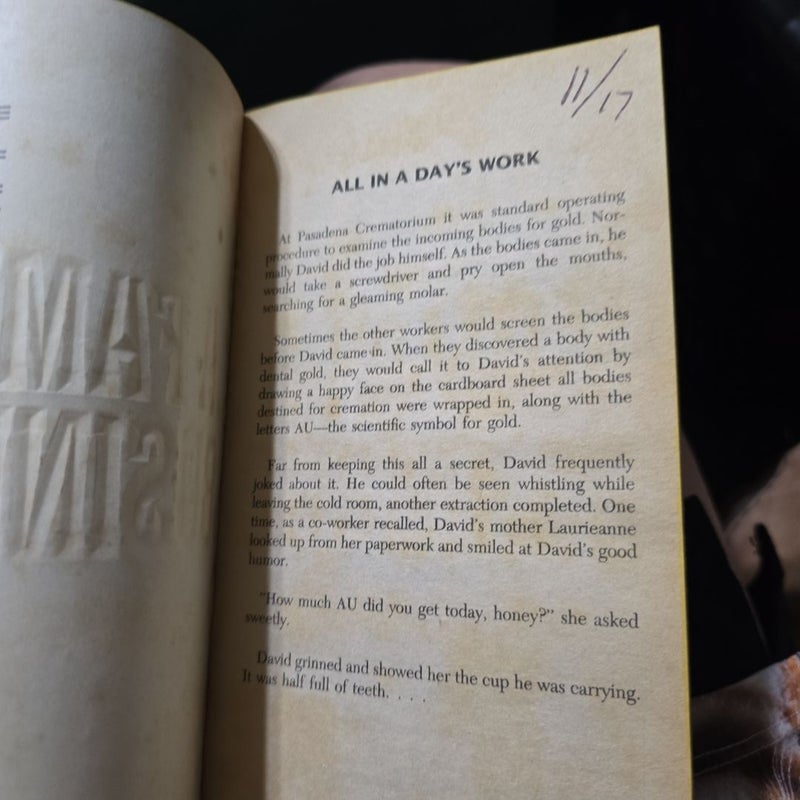 11/17
ALL IN A DAY'S WORK
At Pasadena Crematorium it was standard operating
procedure to examine the incoming bodies for gold. Nor-
mally David did the job himself. As the bodies came in, he
would take a screwdriver and pry open the mouths,
searching for a gleaming molar.
Sometimes the other workers would screen the bodies
before David came in. When they discovered a body with
dental gold, they would call it to David's attention by
drawing a happy face on the cardboard sheet all bodies
destined for cremation were wrapped in, along with the
letters AU—the scientific symbol for gold.
Far from keeping this all a secret, David frequently
joked about it. He could often be seen whistling while
leaving the cold room, another extraction completed. One
time, as a co-worker recalled, David's mother Laurieanne
looked up from her paperwork and smiled at David's good
humor.
"How much AU did you get today, honey?" she asked
sweetly.
David grinned and showed her the cup he was carrying.
It was half full of teeth. . . .